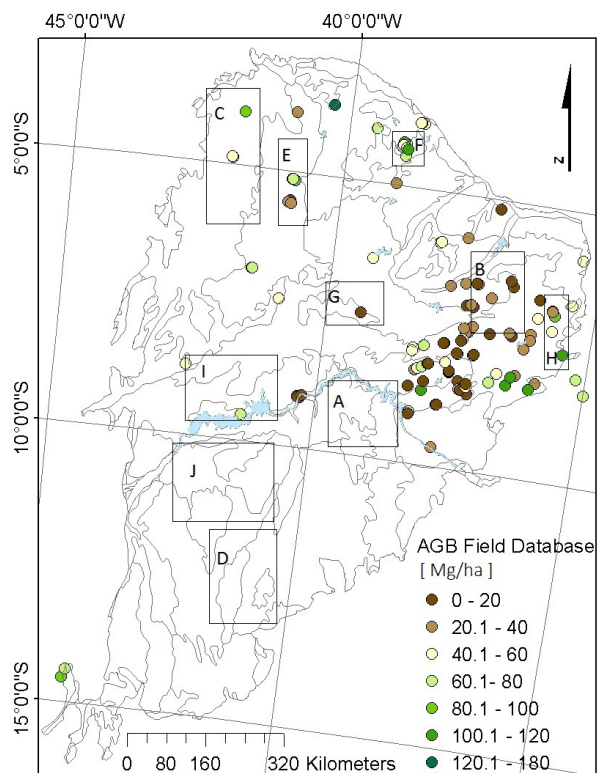 45°0'0"W 40°0'0"W
5°0'0"S
10°0'0"S
15°0'0"S
C
E
F
B
G
H
I
A
J
D
z
AGB Field Database
[ Mg/ha ]
0 - 20
20.1 - 40
40.1 - 60
60.1- 80
80.1 - 100
100.1 - 120
120.1 - 180
0 80 160 320 Kilometers